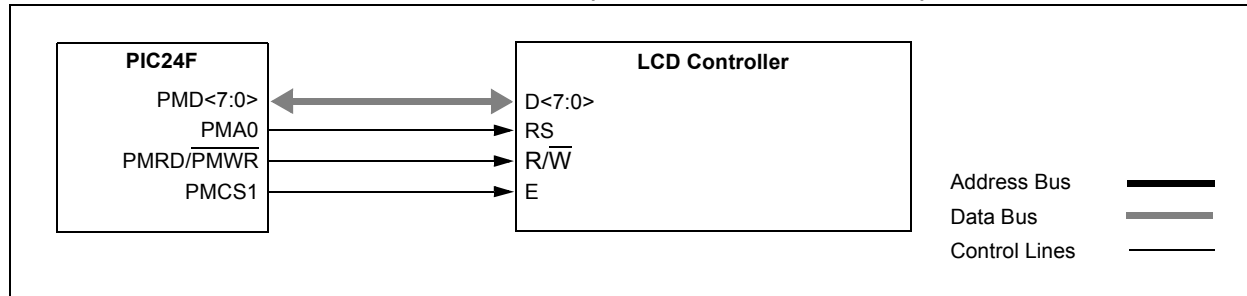 PIC24F
LCD Controller
PMD<7:0>
D<7:0>
PMA0
RS
PMRD/PMWR
R/W
PMCS1
E
Address Bus
Data Bus
Control Lines